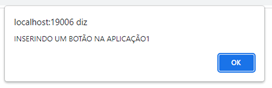 localhost:19006 diz
INSERINDO UM BOTÃO NA APLICAÇÃO1
OK